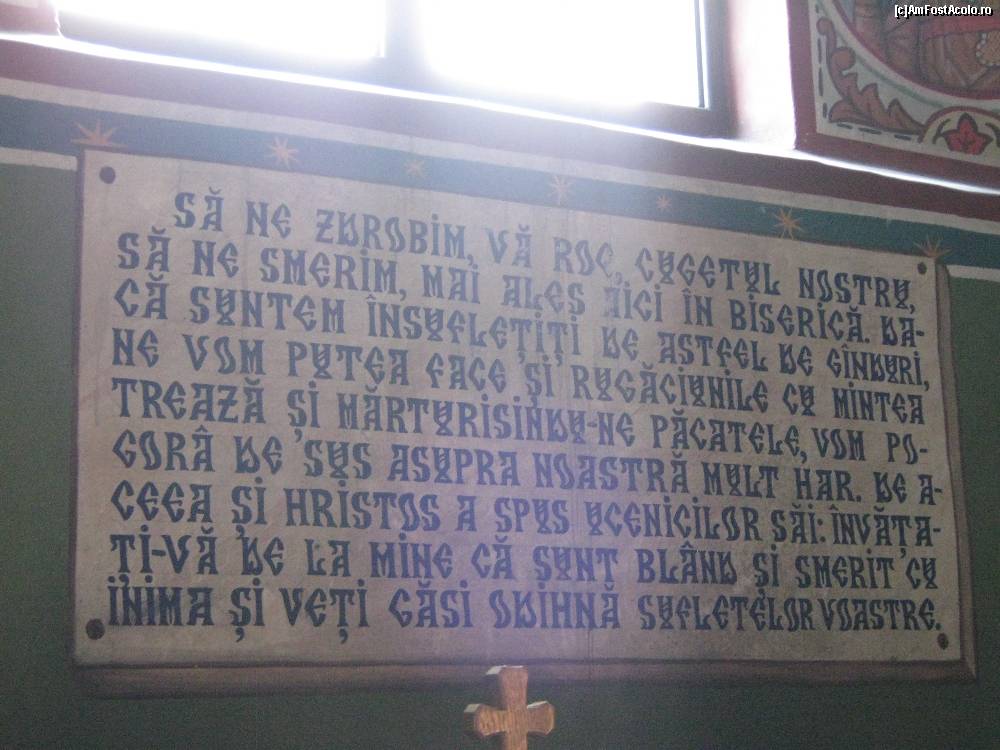 (c)AmFostAcolo.ro
SĂ NE ZDROBIM, VĂ ROG, CUGETUL NOSTRU,
SĂ NE SMERIM, MAI ALES AICI ÎN BISERICĂ. DA-
CĂ SUNTEM ÎNSUFLEȚIȚI DE ASTFEL DE GÎNDURI,
NE VOM PUTEA FACE ȘI RUGĂCIUNILE CU MINTEA
TREAZĂ ȘI MĂRTURISINDU-NE PĂCATELE, VOM PO-
GORÂ DE SUS ASUPRA NOASTRĂ MULT HAR. DE A-
CEEA ȘI HRISTOS A SPUS UCENICILOR SĂI: ÎNVĂȚA-
ȚI-VĂ DE LA MINE CĂ SUNT BLÂND ȘI SMERIT CU
INIMA ȘI VEȚI GĂSI ODIHNĂ SUFLETELOR VOASTRE.